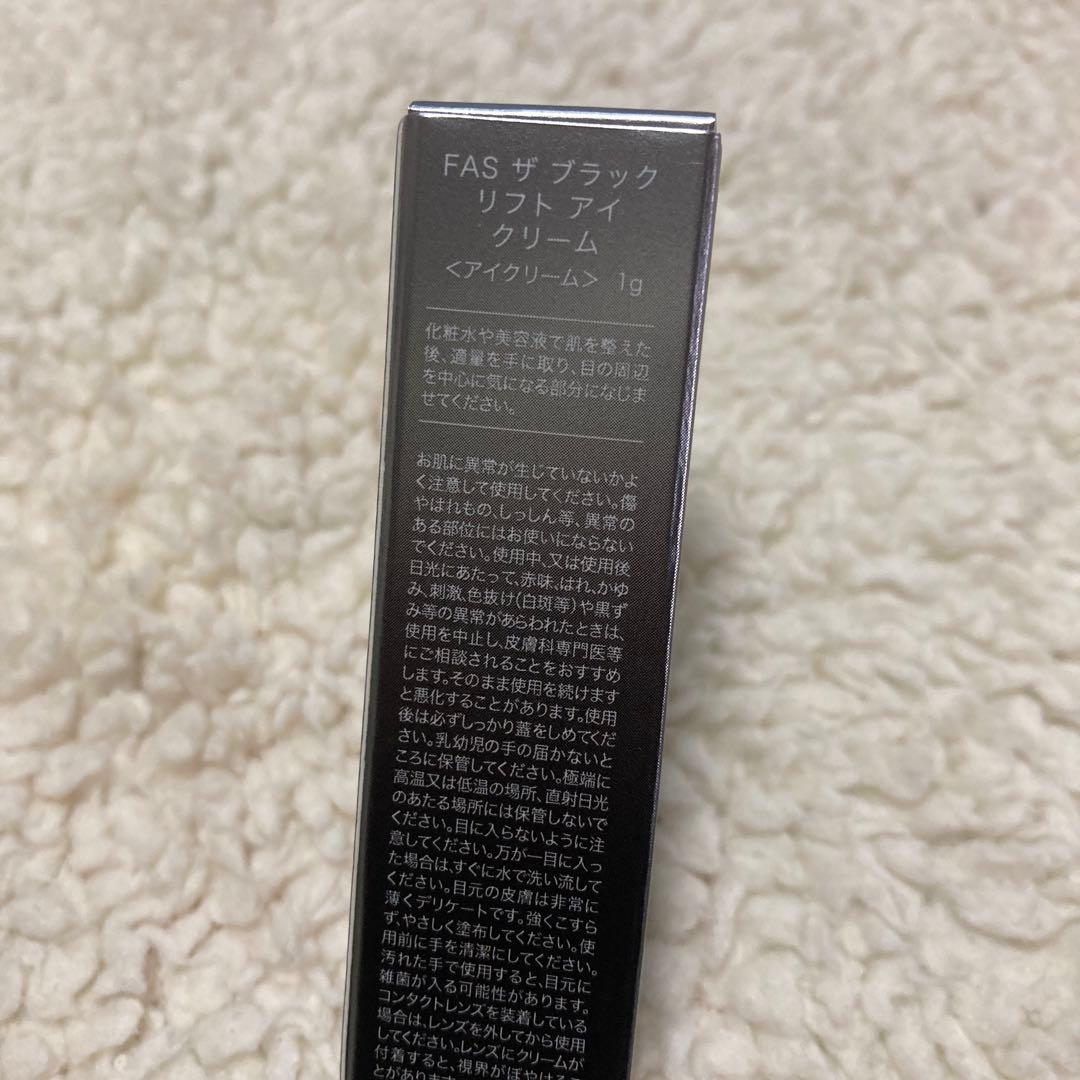 FAS ザ ブラック
リフト アイ
クリーム
<アイクリーム> 1g
化粧水や美容液で肌を整えた
後、適量を手に取り、目の周辺
を中心に気になる部分になじま
せてください。
お肌に異常が生じていないかよ
く注意して使用してください。傷
やはれもの、しっしん等、異常の
ある部位にはお使いにならない
でください。使用中、又は使用後
日光にあたって、赤味、はれ、かゆ
み、刺激、色抜け(白斑等)や黒ず
み等の異常があらわれたときは、
使用を中止し、皮膚科専門医等
にご相談されることをおすすめ
します。そのまま使用を続けます
と悪化することがあります。使用
後は必ずしっかり蓋をしめてくだ
さい。乳幼児の手の届かないと
ころに保管してください。極端に
高温又は低温の場所、直射日光
のあたる場所には保管しないで
ください。目に入らないように注
意してください。万が一目に入っ
た場合は、すぐに水で洗い流して
ください。目元の皮膚は非常に
薄くデリケートです。強くこすら
ず、やさしく塗布してください。使
用前に手を清潔にしてください。
汚れた手で使用すると、目元に
雑菌が入る可能性があります。
コンタクトレンズを装着している
場合は、レンズを外してから使用
してください。レンズにクリームが
付着すると、視界がぼやけるこ
とがあります